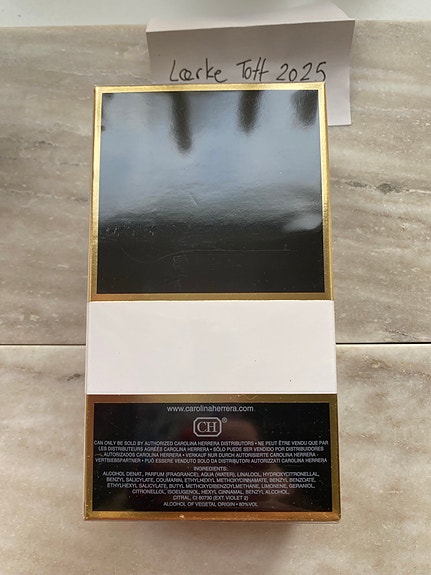 Lærke Toft 2025
www.carolinaherrera.com
CH
CAN ONLY BE SOLD BY AUTHORIZED CAROLINA HERRERA DISTRIBUTORS • NE PEUT ÊTRE VENDU QUE PAR
LES DISTRIBUTEURS AGRÉÉS CAROLINA HERRERA • SÓLO PUEDE SER VENDIDO POR DISTRIBUIDORES
AUTORIZADOS CAROLINA HERRERA • VERKAUF NUR DURCH AUTORISIERTE CAROLINA HERRERA -
VERTRIEBSPARTNER • PUÒ ESSERE VENDUTO SOLO DA DISTRIBUTORI AUTORIZZATI CAROLINA HERRERA
INGREDIENTS:
ALCOHOL DENAT., PARFUM (FRAGRANCE), AQUA (WATER), LINALOOL, HYDROXYCITRONELLAL,
BENZYL SALICYLATE, COUMARIN, ETHYLHEXYL METHOXYCINNAMATE, BENZYL BENZOATE,
ETHYLHEXYL SALICYLATE, BUTYL METHOXYDIBENZOYLMETHANE, LIMONENE, GERANIOL,
CITRONELLOL, ISOEUGENOL, HEXYL CINNAMAL, BENZYL ALCOHOL,
CITRAL, CI 60730 (EXT. VIOLET 2)
ALCOHOL OF VEGETAL ORIGIN • 80%VOL